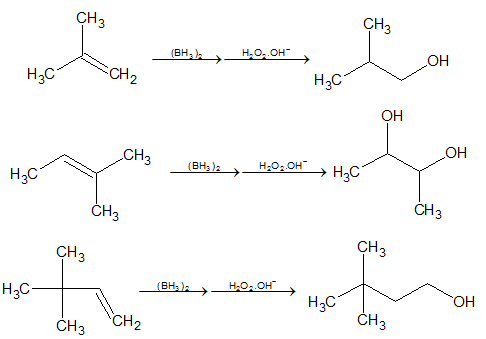 CH3 CH3
(BH3)2 H2O2.OH− OH
H3C CH2 H3C
OH
CH3 (BH3)2 H2O2.OH− OH
H3C H3C
CH3 CH3
CH3 CH3
H3C (BH3)2 H2O2.OH− H3C OH
CH3 CH2 CH3